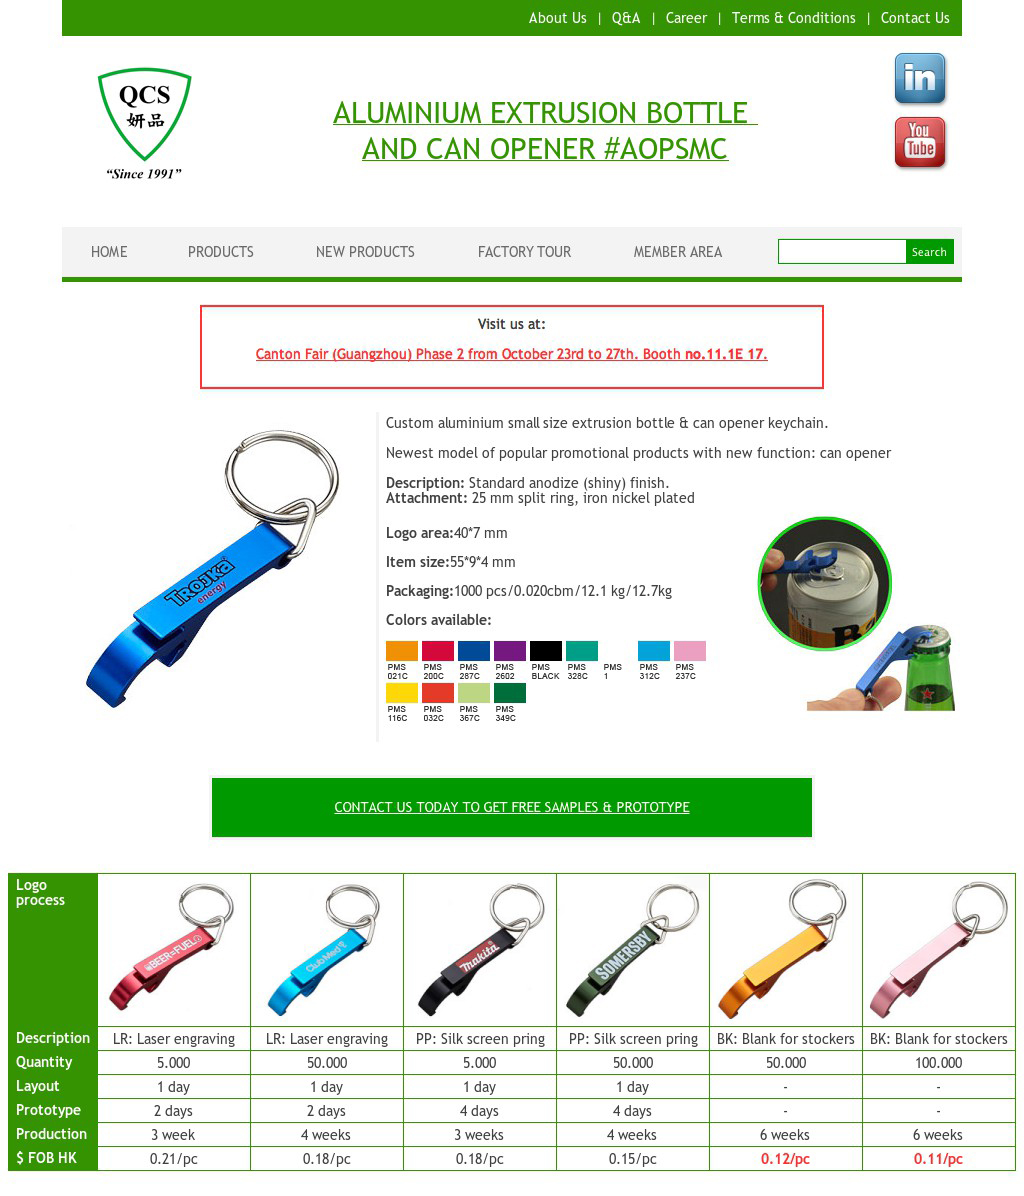 About Us | Q&A | Career | Terms & Conditions | Contact Us
QCS
妍品
“Since 1991”
ALUMINIUM EXTRUSION BOTTLE
AND CAN OPENER #AOPSMC
in
You
Tube
HOME PRODUCTS NEW PRODUCTS FACTORY TOUR MEMBER AREA Search
Visit us at:
Canton Fair (Guangzhou) Phase 2 from October 23rd to 27th. Booth no.11.1E 17.
Custom aluminium small size extrusion bottle & can opener keychain.
Newest model of popular promotional products with new function: can opener
Description: Standard anodize (shiny) finish.
Attachment: 25 mm split ring, iron nickel plated
Logo area:40*7 mm
Item size:55*9*4 mm
Packaging:1000 pcs/0.020cbm/12.1 kg/12.7kg
Colors available:
PMS PMS PMS PMS PMS PMS PMS PMS PMS
021C 200C 287C 2602 BLACK 328C 1 312C 237C
PMS PMS PMS PMS
116C 032C 367C 349C
TROJKA
energy
CONTACT US TODAY TO GET FREE SAMPLES & PROTOTYPE
Logo
process
BEER=FUEL
Club Med
Makita
SOMERSBY
Description LR: Laser engraving LR: Laser engraving PP: Silk screen pring PP: Silk screen pring BK: Blank for stockers BK: Blank for stockers
Quantity 5.000 50.000 5.000 50.000 50.000 100.000
Layout 1 day 1 day 1 day 1 day - -
Prototype 2 days 2 days 4 days 4 days - -
Production 3 week 4 weeks 3 weeks 4 weeks 6 weeks 6 weeks
$ FOB HK 0.21/pc 0.18/pc 0.18/pc 0.15/pc 0.12/pc 0.11/pc